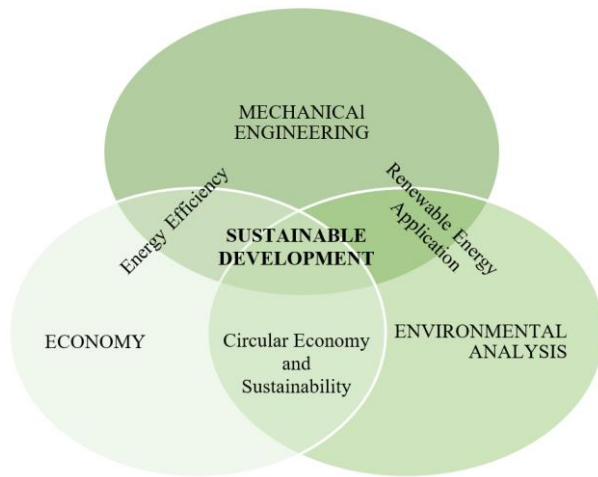 MECHANICAl
ENGINEERING
Energy Efficiency
Renewable Energy
Application
SUSTAINABLE
DEVELOPMENT
ECONOMY
Circular Economy
and
Sustainability
ENVIRONMENTAL
ANALYSIS